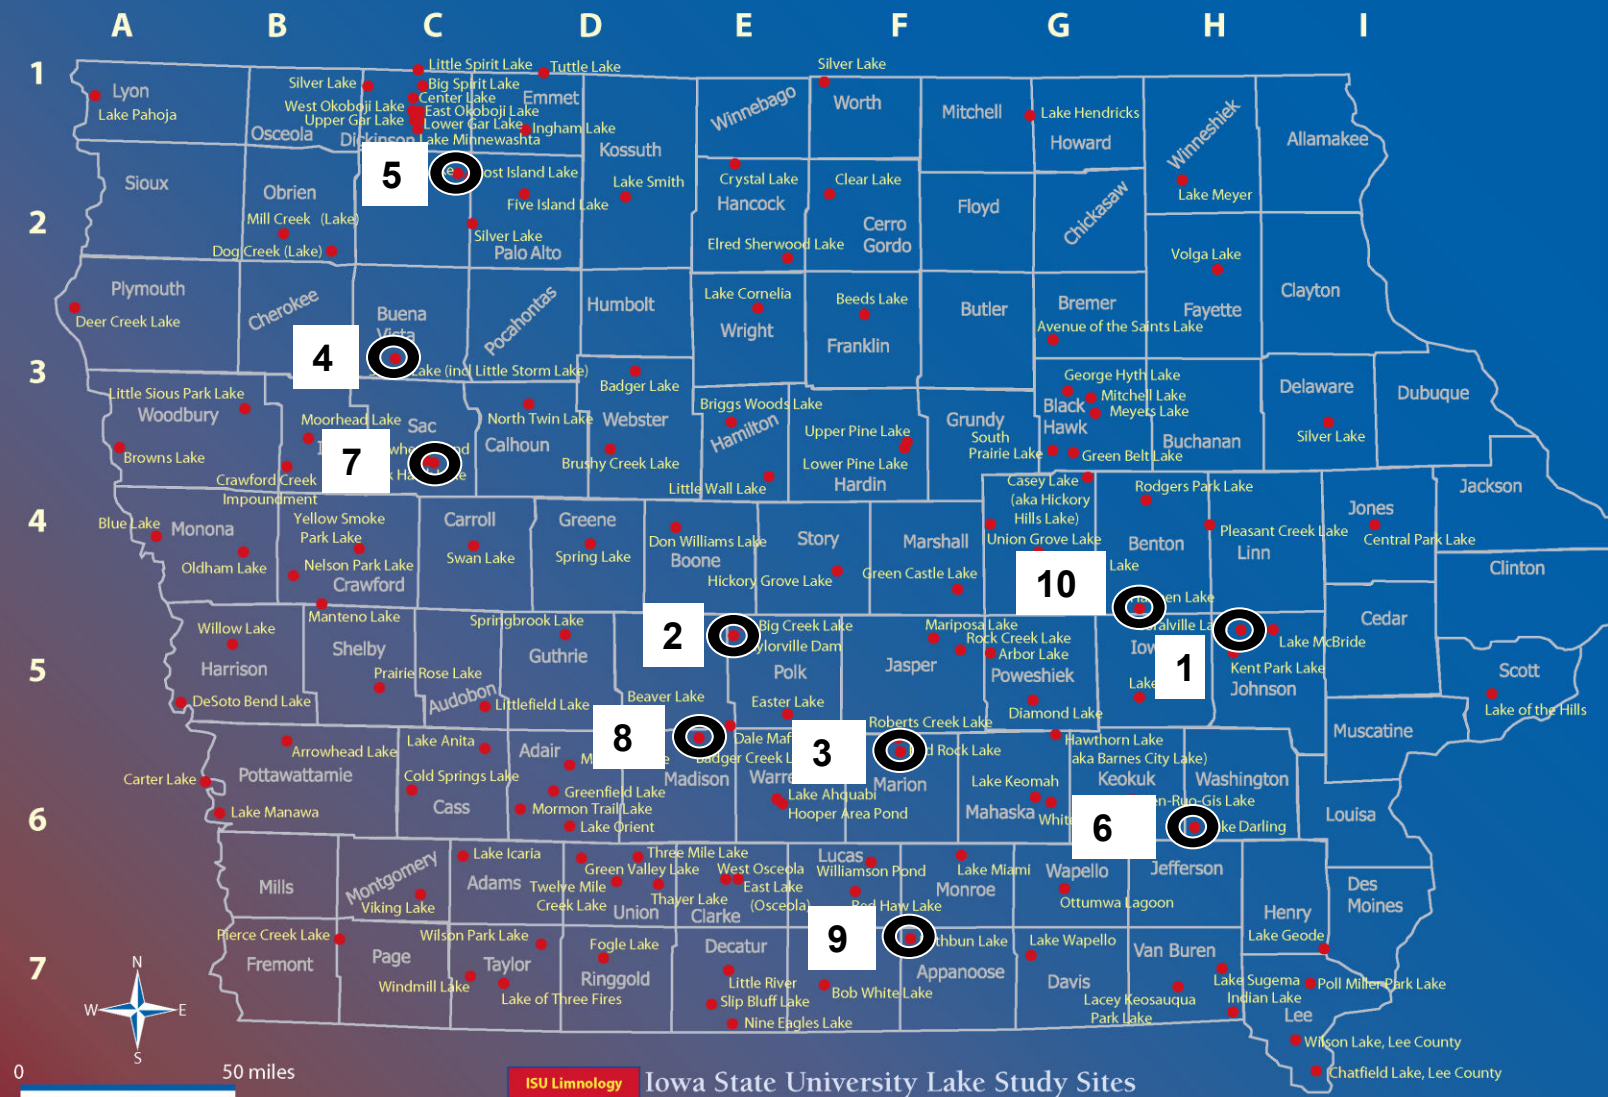 A B C D E F G H I
1
2
3
4
5
6
7
Little Spirit Lake
Tuttle Lake
Silver Lake
Silver Lake
Big Spirit Lake
Center Lake
Lyon
Emmet
Winnebago
Worth
Mitchell
Lake Hendricks
West Okoboji Lake
East Okoboji Lake
Lake Pahoja
Upper Gar Lake
Lower Gar Lake
Ingham Lake
Osceola
Dickinson
Lake Minnewashta
Kossuth
Howard
Winneshiek
Allamakee
5
ost Island Lake
Sioux
Obrien
Lake Smith
Crystal Lake
Clear Lake
Lake Meyer
Five Island Lake
Hancock
Floyd
Chickasaw
Mill Creek (Lake)
Silver Lake
Cerro
Gordo
Dog Creek (Lake)
Palo Alto
Elred Sherwood Lake
Volga Lake
Plymouth
Cherokee
Buena
Vista
Pocahontas
Humbolt
Lake Cornelia
Beeds Lake
Butler
Bremer
Fayette
Clayton
Deer Creek Lake
Wright
Avenue of the Saints Lake
Franklin
4
Lake (incl Little Storm Lake)
Badger Lake
George Hyth Lake
Delaware
Dubuque
Little Sious Park Lake
Mitchell Lake
Woodbury
Moorhead Lake
Sac
North Twin Lake
Webster
Briggs Woods Lake
Grundy
Black
Hawk
Meyers Lake
Calhoun
Hamilton
Upper Pine Lake
South
Prairie Lake
Buchanan
Silver Lake
7
Browns Lake
Brushy Creek Lake
Lower Pine Lake
Green Belt Lake
Crawford Creek
Impoundment
Little Wall Lake
Hardin
Casey Lake
(aka Hickory
Hills Lake)
Rodgers Park Lake
Jackson
Blue Lake
Monona
Yellow Smoke
Park Lake
Carroll
Greene
Don Williams Lake
Boone
Story
Marshall
Union Grove Lake
Benton
Pleasant Creek Lake
Linn
Jones
Central Park Lake
Oldham Lake
Nelson Park Lake
Crawford
Swan Lake
Spring Lake
Hickory Grove Lake
Green Castle Lake
10
Lake
en Lake
Clinton
Manteno Lake
Willow Lake
Springbrook Lake
2
Big Creek Lake
ylorville Dam
Mariposa Lake
Rock Creek Lake
Arbor Lake
oralville La
Lake McBride
Cedar
Harrison
Shelby
Guthrie
Polk
Jasper
Poweshiek
Iow
1
Kent Park Lake
Johnson
Scott
Prairie Rose Lake
Audobon
DeSoto Bend Lake
Littlefield Lake
Beaver Lake
Easter Lake
Diamond Lake
Lake
Lake of the Hills
Roberts Creek Lake
Muscatine
Arrowhead Lake
Lake Anita
Adair
8
Dale Maf
adger Creek L
3
d Rock Lake
Hawthorn Lake
aka Barnes City Lake)
Carter Lake
Pottawattamie
Cold Springs Lake
Madison
Warre
Marion
Lake Keomah
Keokuk
Washington
Greenfield Lake
Lake Ahquabi
en-Ruo-Gis Lake
Lake Manawa
Cass
Mormon Trail Lake
Hooper Area Pond
Mahaska
White
6
ke Darling
Louisa
Lake Orient
Mills
Montgomery
Lake Icaria
Adams
Three Mile Lake
Green Valley Lake
West Osceola
Lucas
Williamson Pond
Lake Miami
Wapello
Jefferson
Viking Lake
Twelve Mile
Creek Lake
Thayer Lake
East Lake
(Osceola)
Monroe
Des
Moines
Union
Clarke
Red Haw Lake
Ottumwa Lagoon
Henry
Pierce Creek Lake
Wilson Park Lake
Fogle Lake
Decatur
9
thbun Lake
Lake Wapello
Van Buren
Lake Geode
Fremont
Page
Taylor
Ringgold
Appanoose
Davis
Windmill Lake
Lake of Three Fires
Little River
Bob White Lake
Lacey Keosauqua
Park Lake
Lake Sugema
Indian Lake
Poll Miller Park Lake
Slip Bluff Lake
Lee
Nine Eagles Lake
Wilson Lake, Lee County
Chatfield Lake, Lee County
N
W E
S
0 50 miles
ISU Limnology
Iowa State University Lake Study Sites